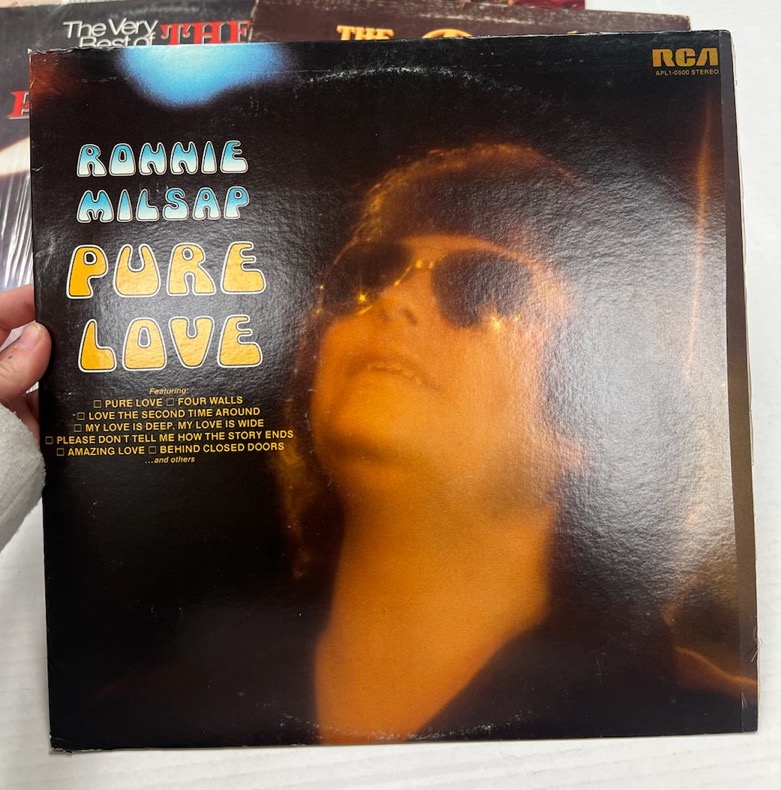 The Very
Best of THE
THE
RCA
APL1-0500 STEREO
RONNIE
MILSAP
PURE
LOVE
Featuring:
□ PURE LOVE □ FOUR WALLS
□ LOVE THE SECOND TIME AROUND
□ MY LOVE IS DEEP, MY LOVE IS WIDE
□ PLEASE DON'T TELL ME HOW THE STORY ENDS
□ AMAZING LOVE □ BEHIND CLOSED DOORS
...and others